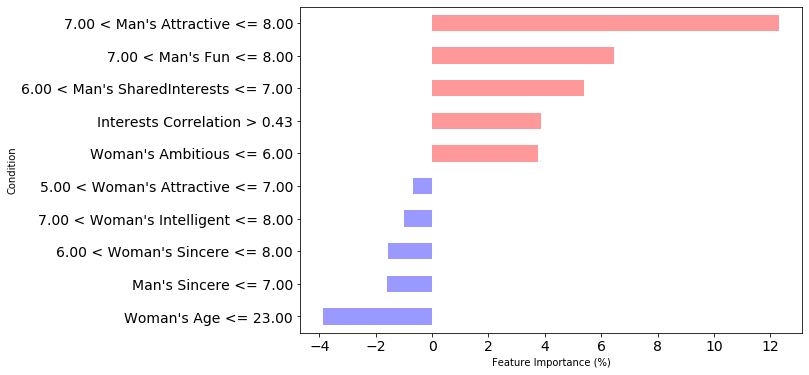 7.00 < Man's Attractive <= 8.00
7.00 < Man's Fun <= 8.00
6.00 < Man's SharedInterests <= 7.00
Interests Correlation > 0.43
Woman's Ambitious <= 6.00
5.00 < Woman's Attractive <= 7.00
7.00 < Woman's Intelligent <= 8.00
6.00 < Woman's Sincere <= 8.00
Man's Sincere <= 7.00
Woman's Age <= 23.00
Condition
−4 −2 0 2 4 6 8 10 12
Feature Importance (%)